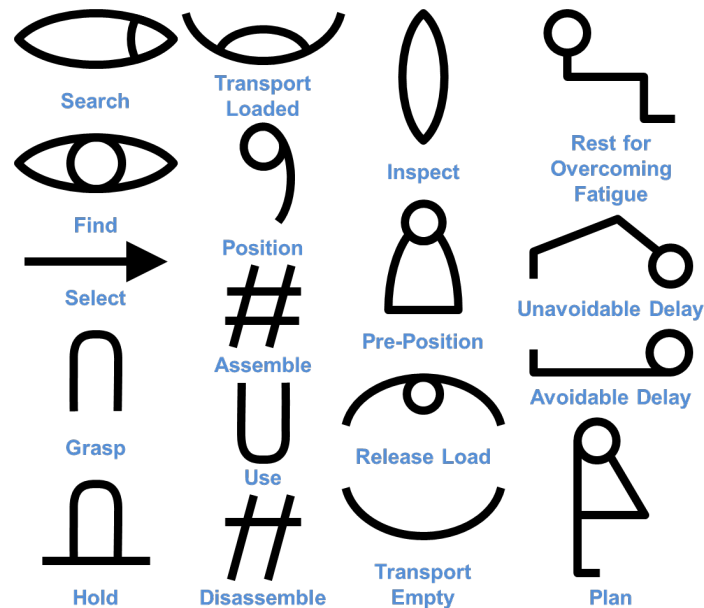 Search
Find
Select
Grasp
Hold
Transport
Loaded
Position
Assemble
Use
Disassemble
Inspect
Pre-Position
Release Load
Transport
Empty
Rest for
Overcoming
Fatigue
Unavoidable Delay
Avoidable Delay
Plan